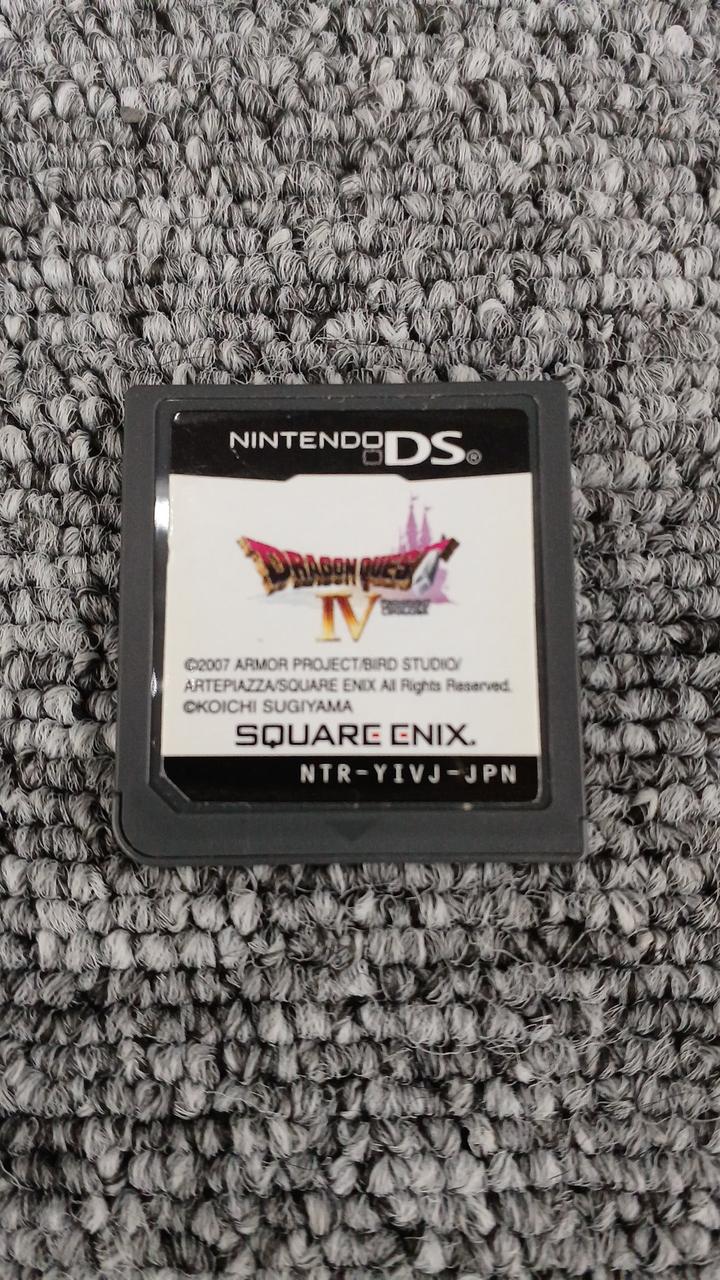 NINTENDO DS®
DRAGON QUEST
IV
©2007 ARMOR PROJECT/BIRD STUDIO/
ARTEPIAZZA/SQUARE ENIX All Rights Reserved.
©KOICHI SUGIYAMA
SQUARE ENIX.
NTR-YIVJ-JPN